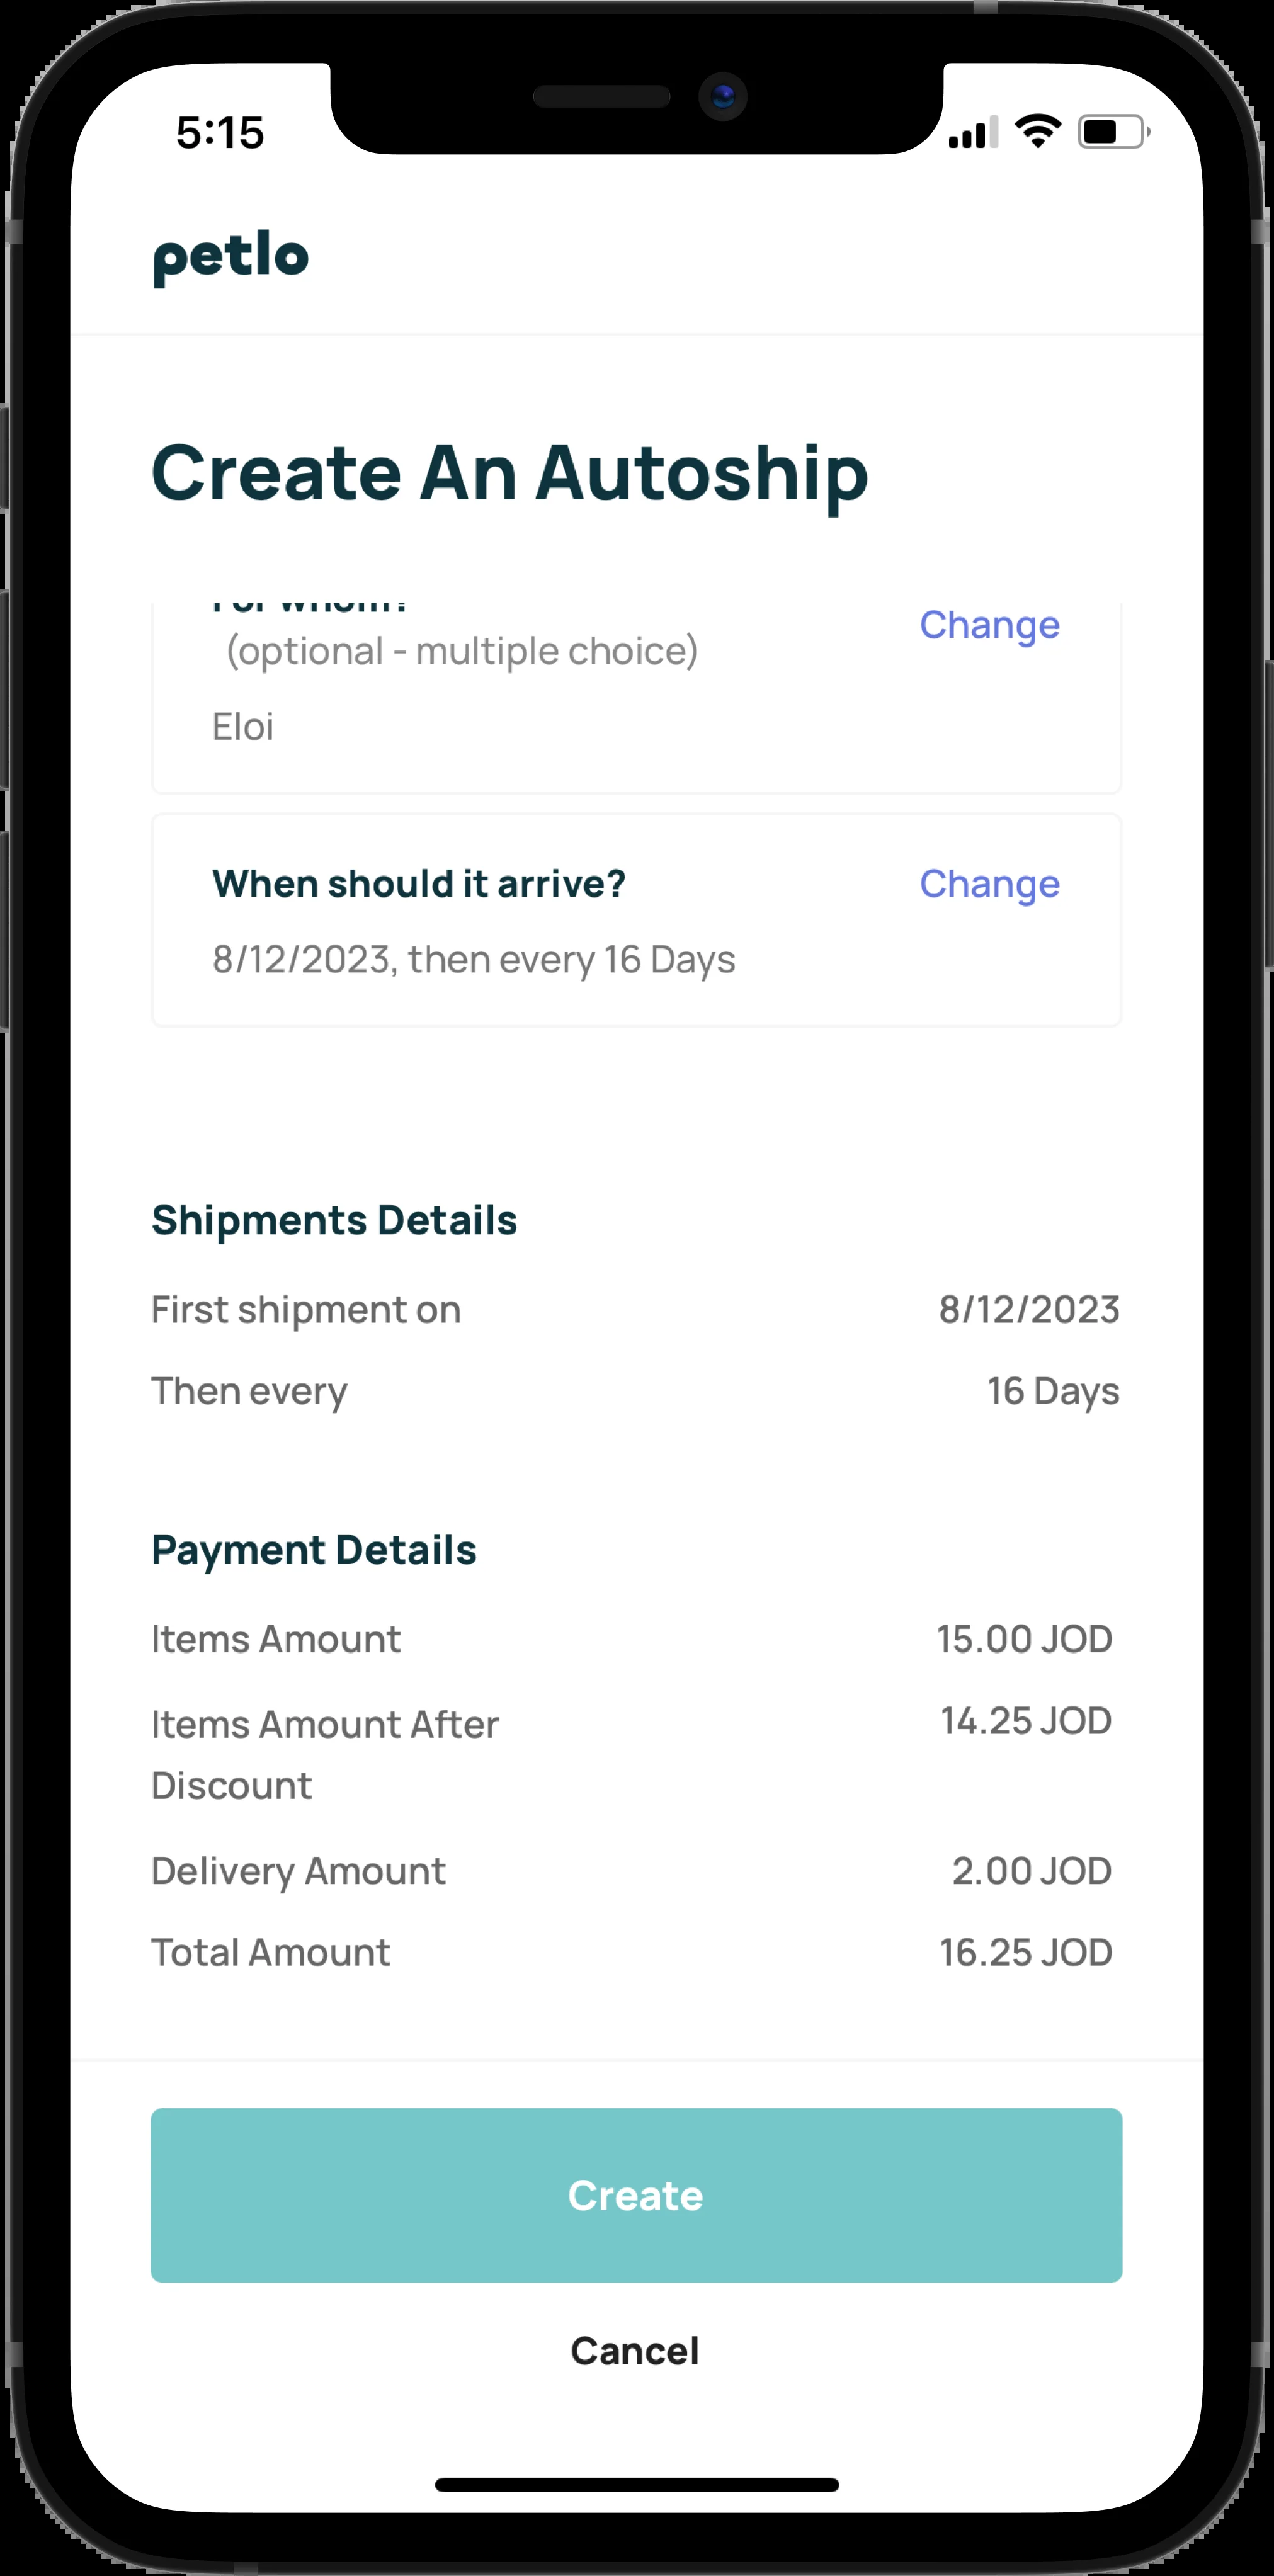 5:15
petlo
Create An Autoship
For whom?
Change
(optional - multiple choice)
Eloi
When should it arrive?
Change
8/12/2023, then every 16 Days
Shipments Details
First shipment on
8/12/2023
Then every
16 Days
Payment Details
Items Amount
15.00 JOD
Items Amount After
14.25 JOD
Discount
Delivery Amount
2.00 JOD
Total Amount
16.25 JOD
Create
Cancel